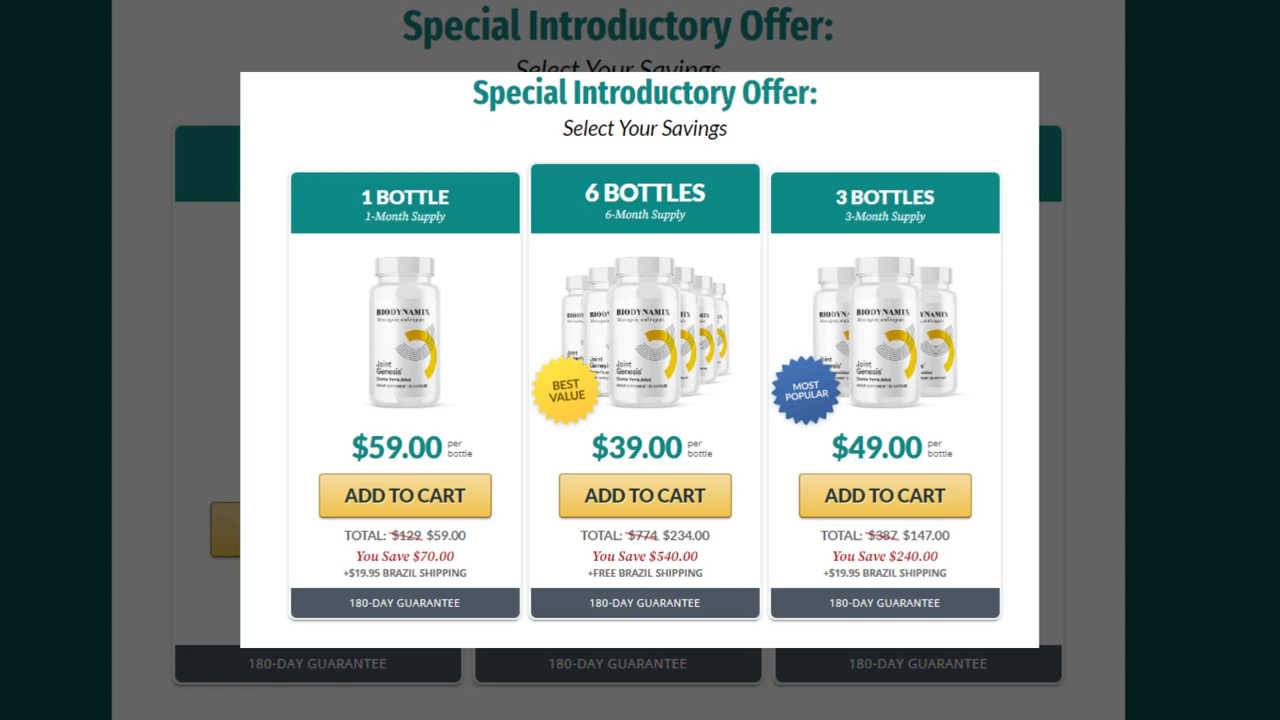 Special Introductory Offer:
Special Introductory Offer:
Select Your Savings
1 BOTTLE
1-Month Supply
BIODYNAMIX
Joint
Genesis
$59.00 per bottle
ADD TO CART
TOTAL: $129 $59.00
You Save $70.00
+$19.95 BRAZIL SHIPPING
180-DAY GUARANTEE
6 BOTTLES
6-Month Supply
BIODYNAMIX
Joint
Genesis
BEST
VALUE
$39.00 per bottle
ADD TO CART
TOTAL: $774 $234.00
You Save $540.00
+FREE BRAZIL SHIPPING
180-DAY GUARANTEE
3 BOTTLES
3-Month Supply
BIODYNAMIX
Joint
Genesis
MOST
POPULAR
$49.00 per bottle
ADD TO CART
TOTAL: $387 $147.00
You Save $240.00
+$19.95 BRAZIL SHIPPING
180-DAY GUARANTEE
180-DAY GUARANTEE
180-DAY GUARANTEE
180-DAY GUARANTEE